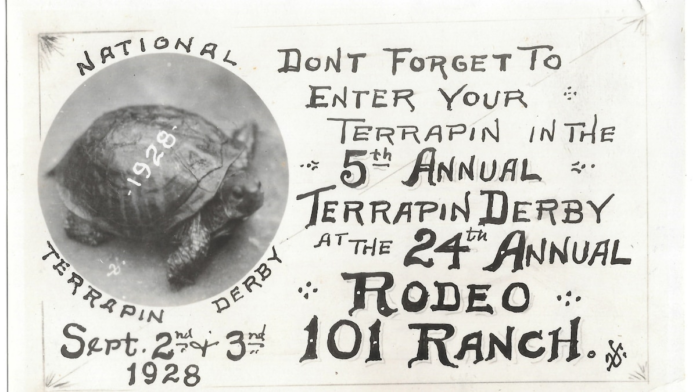 NATIONAL
-1928-
TERRAPIN DERBY
Sept. 2nd & 3rd
1928
DONT FORGET TO
ENTER YOUR
TERRAPIN IN THE
5th ANNUAL
TERRAPIN DERBY
AT THE 24th ANNUAL
RODEO
101 RANCH.